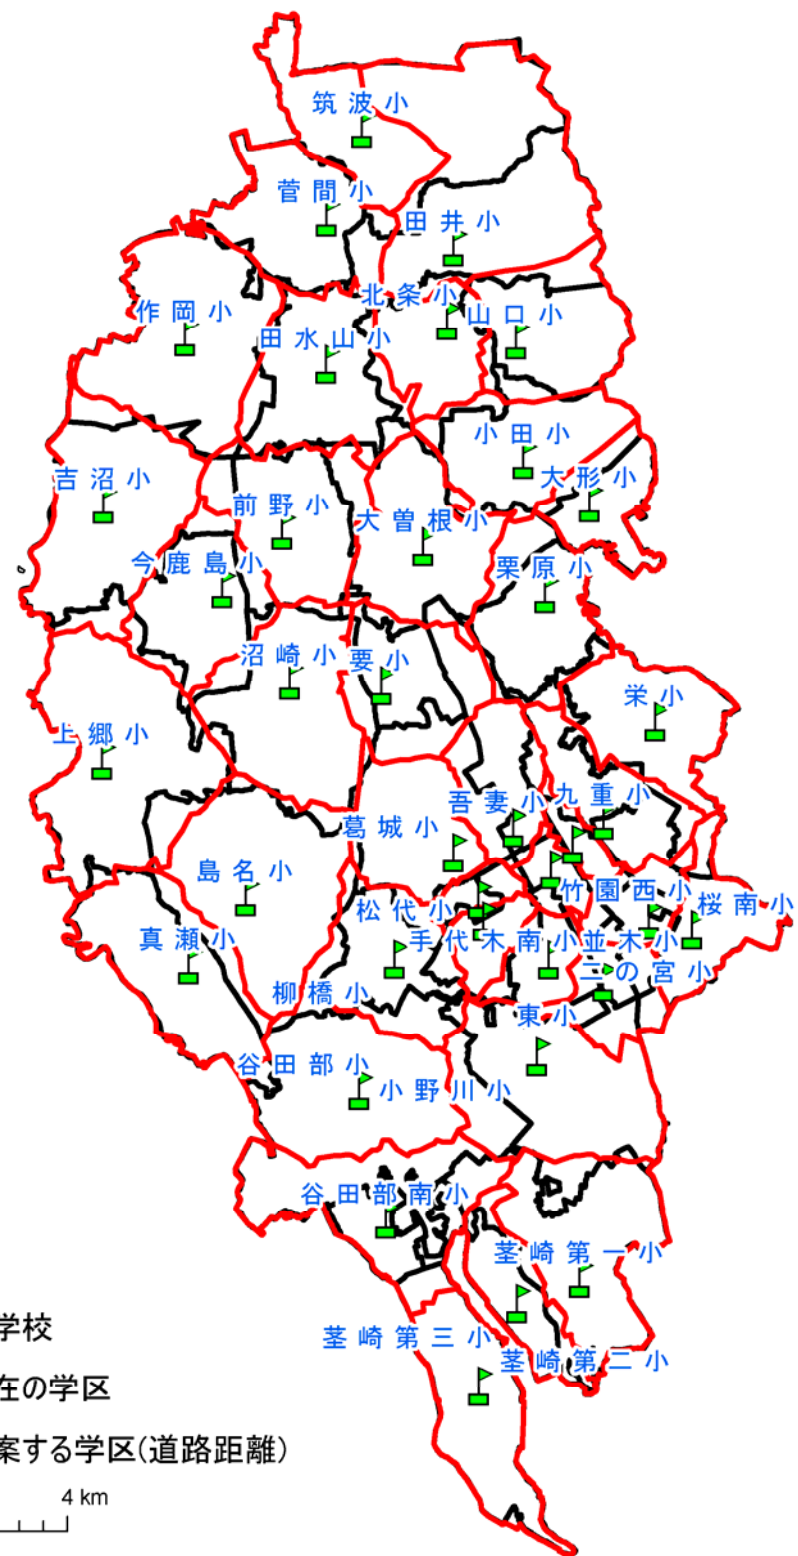 筑波小
菅間小
田井小
北条小
作岡小
田水山小
山口小
小田小
吉沼小
大形小
前野小
大曽根小
今鹿島小
栗原小
沼崎小
要小
栄小
上郷小
吾妻小
九重小
葛城小
島名小
竹園西小
桜南小
松代小
真瀬小
手代木南小
並木小
二の宮小
柳橋小
東小
谷田部小
小野川小
谷田部南小
茎崎第一小
茎崎第三小
茎崎第二小
学校
在の学区
案する学区(道路距離)
4 km